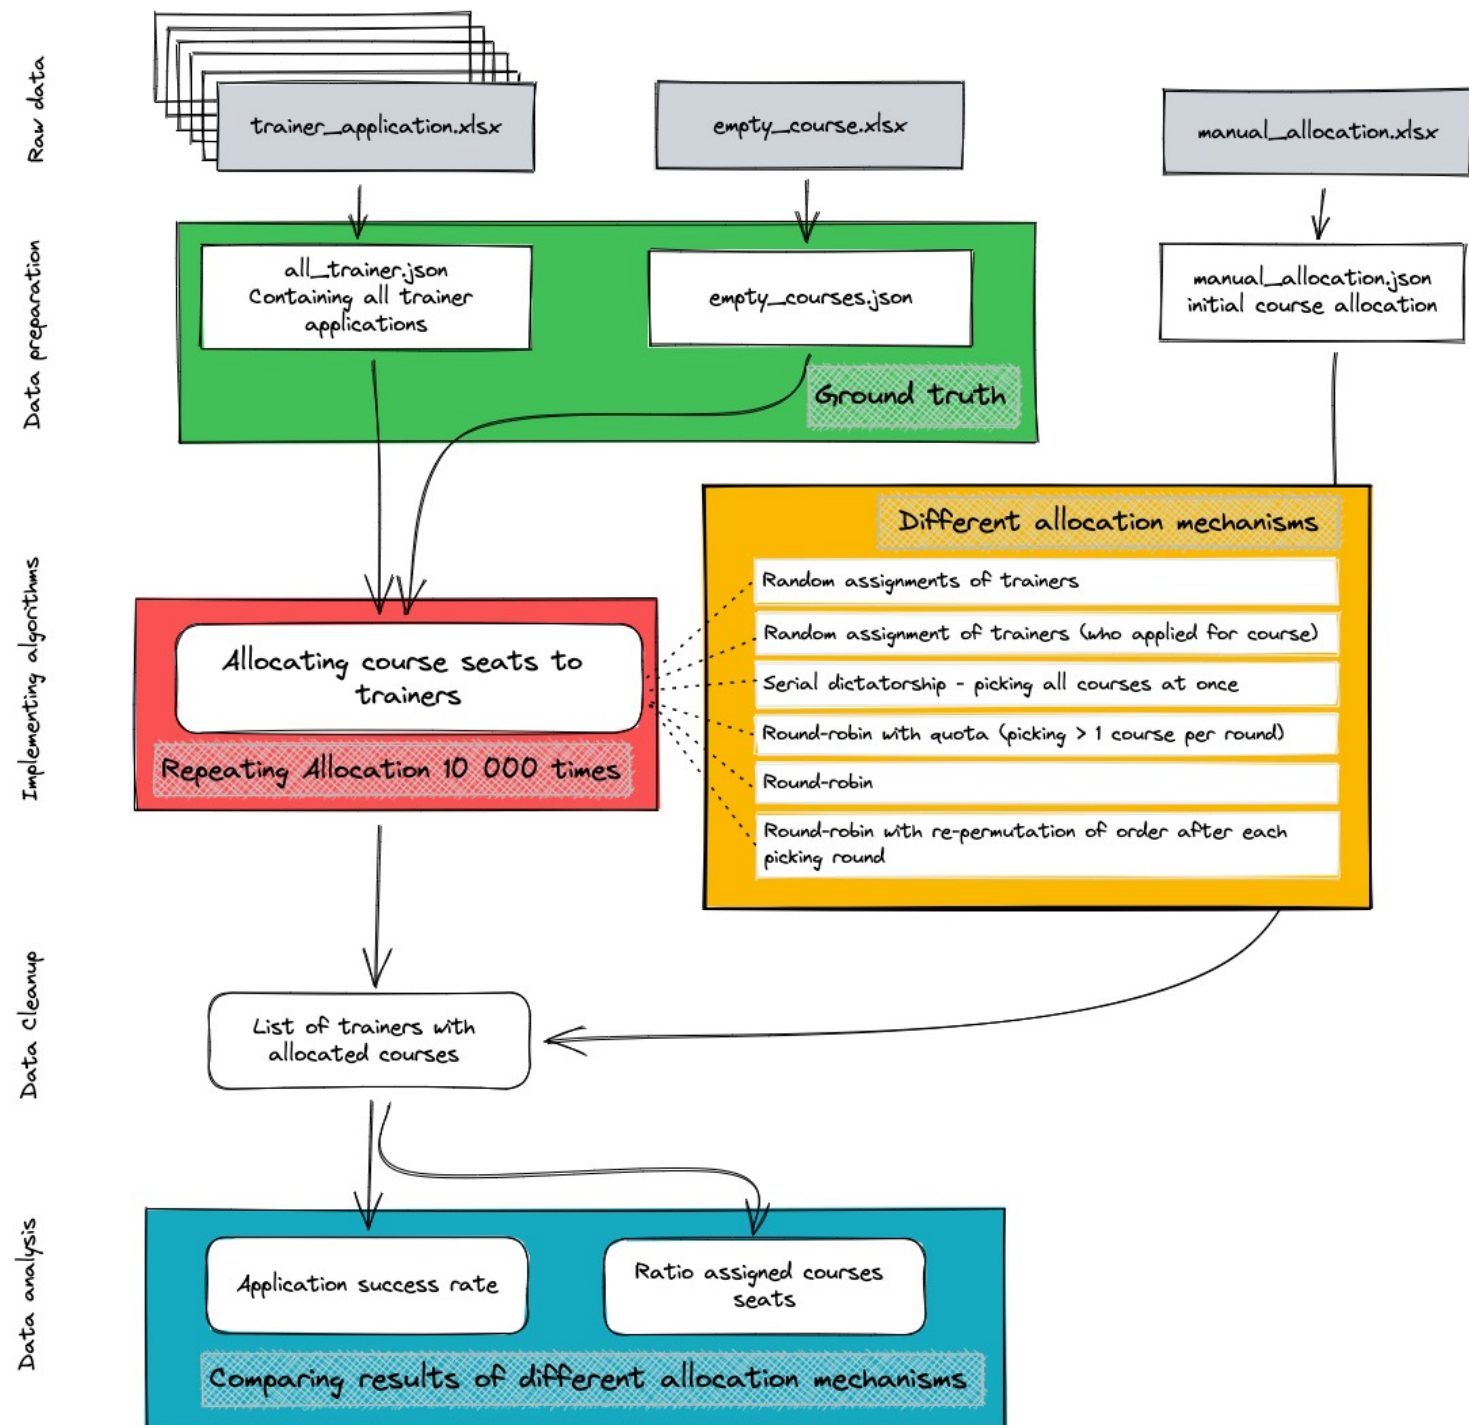 Raw data
trainer_application.xlsx
empty_course.xlsx
manual_allocation.xlsx
Data preparation
all_trainer.json
Containing all trainer
applications
empty_courses.json
manual_allocation.json
initial course allocation
Ground truth
Implementing algorithms
Allocating course seats to
trainers
Repeating Allocation 10 000 times
Different allocation mechanisms
Random assignments of trainers
Random assignment of trainers (who applied for course)
Serial dictatorship - picking all courses at once
Round-robin with quota (picking > 1 course per round)
Round-robin
Round-robin with re-permutation of order after each
picking round
Data Cleanup
List of trainers with
allocated courses
Data analysis
Application success rate
Ratio assigned courses
seats
Comparing results of different allocation mechanisms